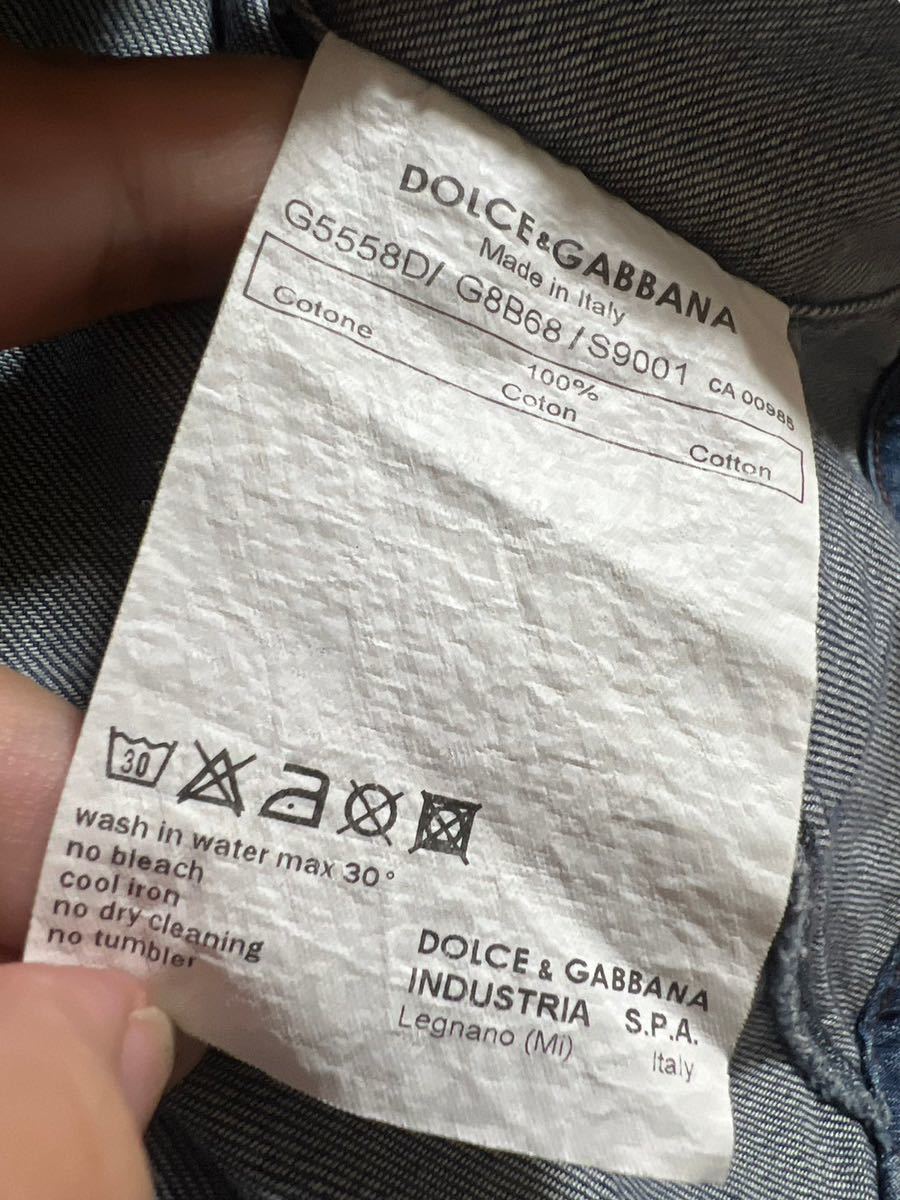 DOLCE&GABBANA
Made in Italy
G5558D/ G8B68 / S9001 CA 00985
100%
Cotone Coton Cotton
30
wash in water max 30°
no bleach
cool iron
no dry cleaning
no tumbler
DOLCE & GABBANA
INDUSTRIA S.P.A.
Legnano (Mi) Italy